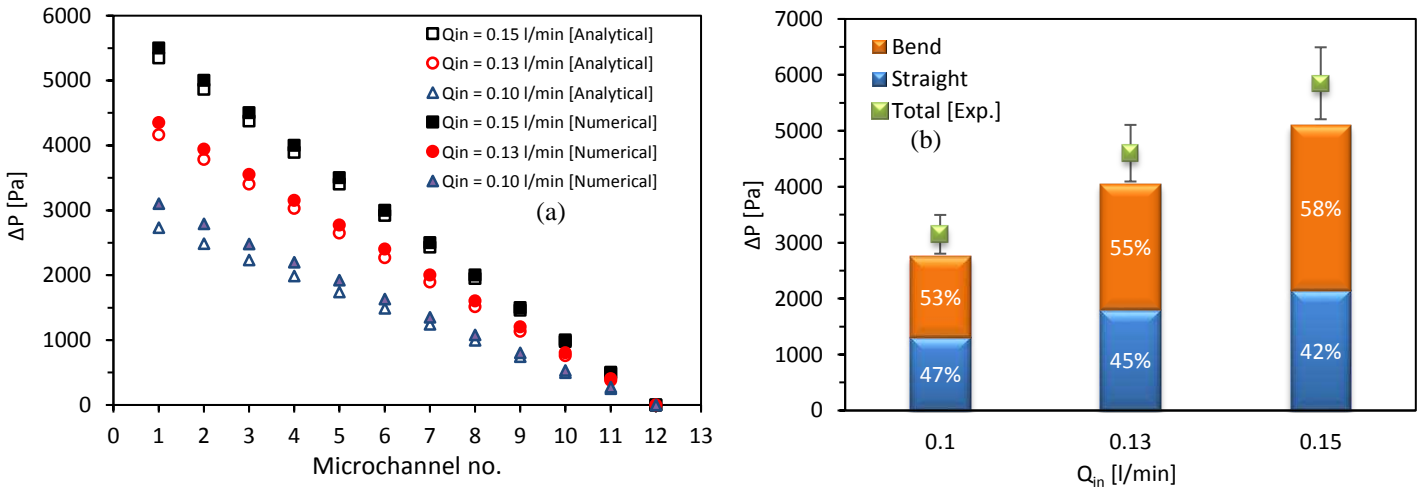 6000
5000
4000
3000
2000
1000
0
ΔP [Pa]
Qin = 0.15 l/min [Analytical]
Qin = 0.13 l/min [Analytical]
Qin = 0.10 l/min [Analytical]
Qin = 0.15 l/min [Numerical]
Qin = 0.13 l/min [Numerical]
Qin = 0.10 l/min [Numerical]
(a)
0 1 2 3 4 5 6 7 8 9 10 11 12 13
Microchannel no.
7000
6000
5000
4000
3000
2000
1000
0
ΔP [Pa]
Bend
Straight
Total [Exp.]
(b)
53%
47%
55%
45%
58%
42%
0.1 0.13 0.15
Qin [l/min]